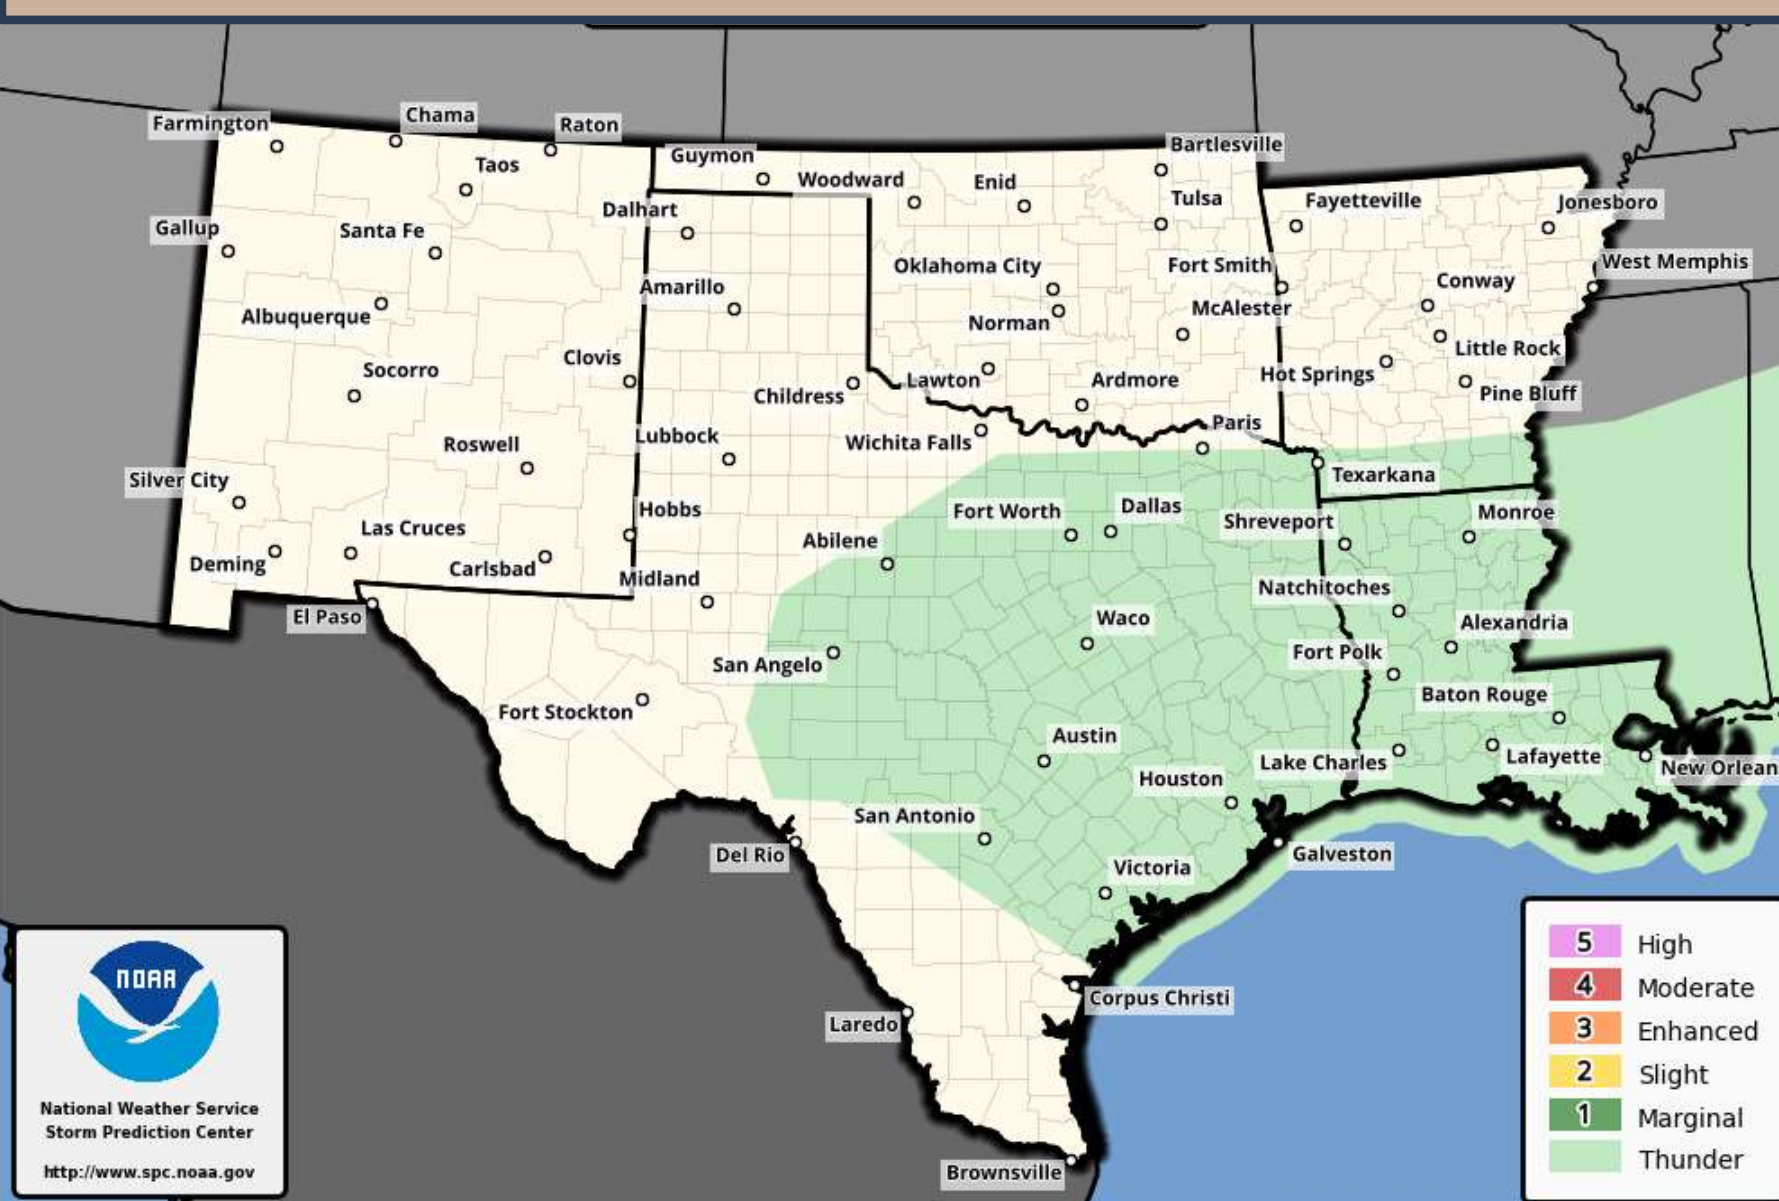 Farmington
Chama
Raton
Taos
Guymon
Woodward
Enid
Bartlesville
Tulsa
Fayetteville
Jonesboro
Gallup
Santa Fe
Dalhart
Oklahoma City
Fort Smith
West Memphis
Conway
Amarillo
Albuquerque
Norman
McAlester
Little Rock
Socorro
Clovis
Childress
Lawton
Ardmore
Hot Springs
Pine Bluff
Roswell
Lubbock
Wichita Falls
Paris
Silver City
Texarkana
Las Cruces
Hobbs
Fort Worth
Dallas
Shreveport
Monroe
Deming
Carlsbad
Midland
Abilene
Natchitoches
El Paso
Waco
Alexandria
San Angelo
Fort Polk
Fort Stockton
Baton Rouge
Austin
Houston
Lake Charles
Lafayette
New Orlean
San Antonio
Del Rio
Victoria
Galveston
Corpus Christi
Laredo
Brownsville
NOAA
National Weather Service
Storm Prediction Center
http://www.spc.noaa.gov
5 High
4 Moderate
3 Enhanced
2 Slight
1 Marginal
Thunder